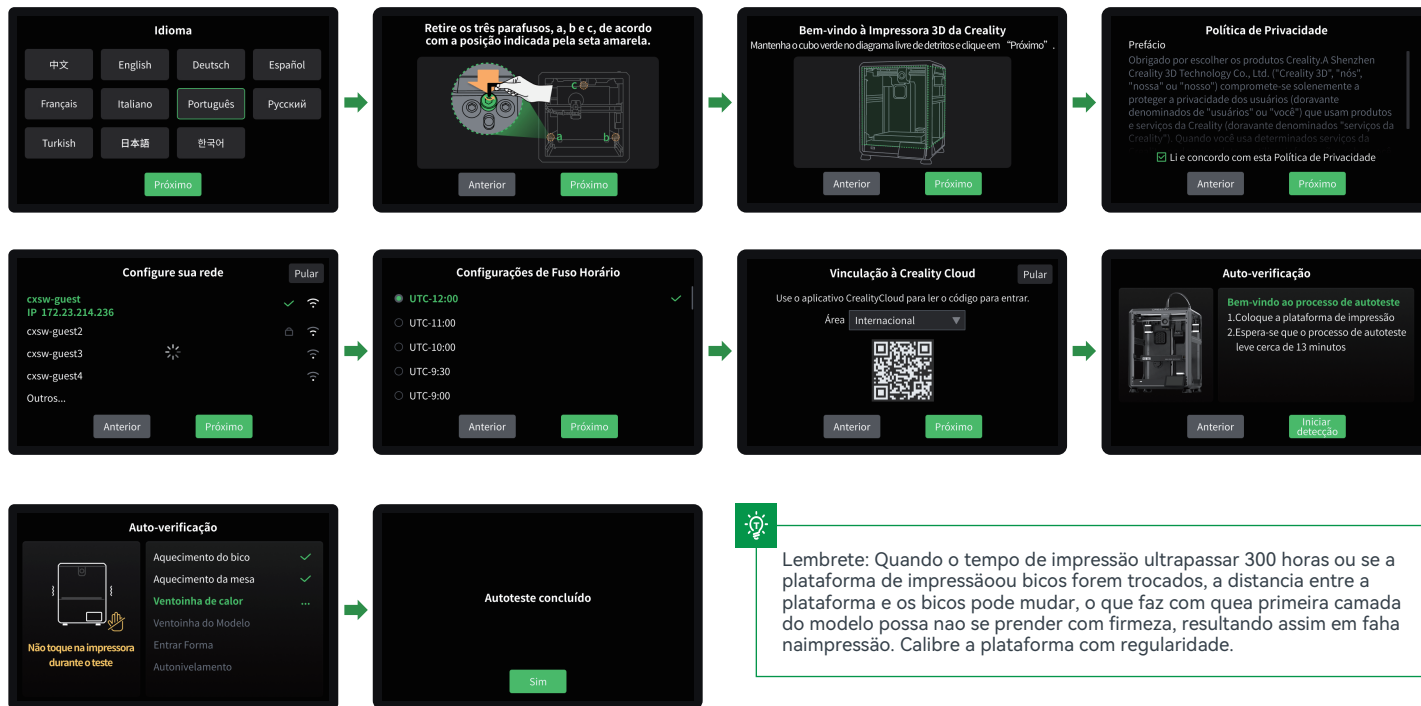 Idioma
中文
English
Deutsch
Español
Français
Italiano
Português
Русский
Turkish
日本語
한국어
Próximo
Retire os três parafusos, a, b e c, de acordo
com a posição indicada pela seta amarela.
c
a
b
Anterior
Próximo
Bem-vindo à Impressora 3D da Creality
Mantenha o cubo verde no diagrama livre de detritos e clique em “Próximo” .
Anterior
Próximo
Política de Privacidade
Prefácio
Obrigado por escolher os produtos Creality.A Shenzhen
Creality 3D Technology Co., Ltd. ("Creality 3D", "nós",
"nossa" ou "nosso") compromete-se solenemente a
proteger a privacidade dos usuários (doravante
denominados de "usuários" ou "você") que usam produtos
e serviços da Creality (doravante denominados "serviços da
Creality"). Quando você usa determinados serviços da
Li e concordo com esta Política de Privacidade
Anterior
Próximo
Configure sua rede
Pular
cxsw-guest
IP 172.23.214.236
cxsw-guest2
cxsw-guest3
cxsw-guest4
Outros...
Anterior
Próximo
Configurações de Fuso Horário
UTC-12:00
UTC-11:00
UTC-10:00
UTC-9:30
UTC-9:00
Anterior
Próximo
Vinculação à Creality Cloud
Pular
Use o aplicativo CrealityCloud para ler o código para entrar.
Área
Internacional
Anterior
Próximo
Auto-verificação
Bem-vindo ao processo de autoteste
1.Coloque a plataforma de impressão
2.Espera-se que o processo de autoteste
leve cerca de 13 minutos
Anterior
Iniciar
detecção
Auto-verificação
Não toque na impressora
durante o teste
Aquecimento do bico
Aquecimento da mesa
Ventoinha de calor
...
Ventoinha do Modelo
Entrar Forma
Autonivelamento
Autoteste concluído
Sim
Lembrete: Quando o tempo de impressäo ultrapassar 300 horas ou se a
plataforma de impressäoou bicos forem trocados, a distancia entre a
plataforma e os bicos pode mudar, o que faz com quea primeira camada
do modelo possa nao se prender com firmeza, resultando assim em faha
naimpressäo. Calibre a plataforma com regularidade.